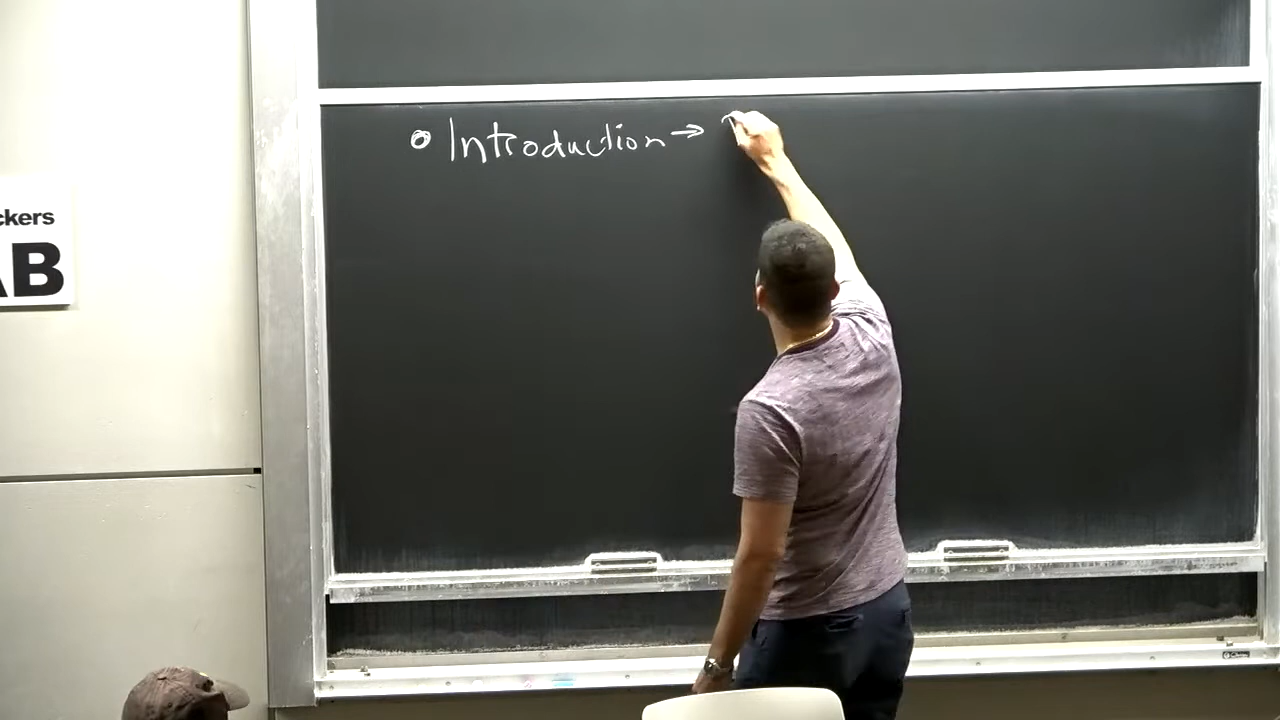 • Introduction →
ckers
AB